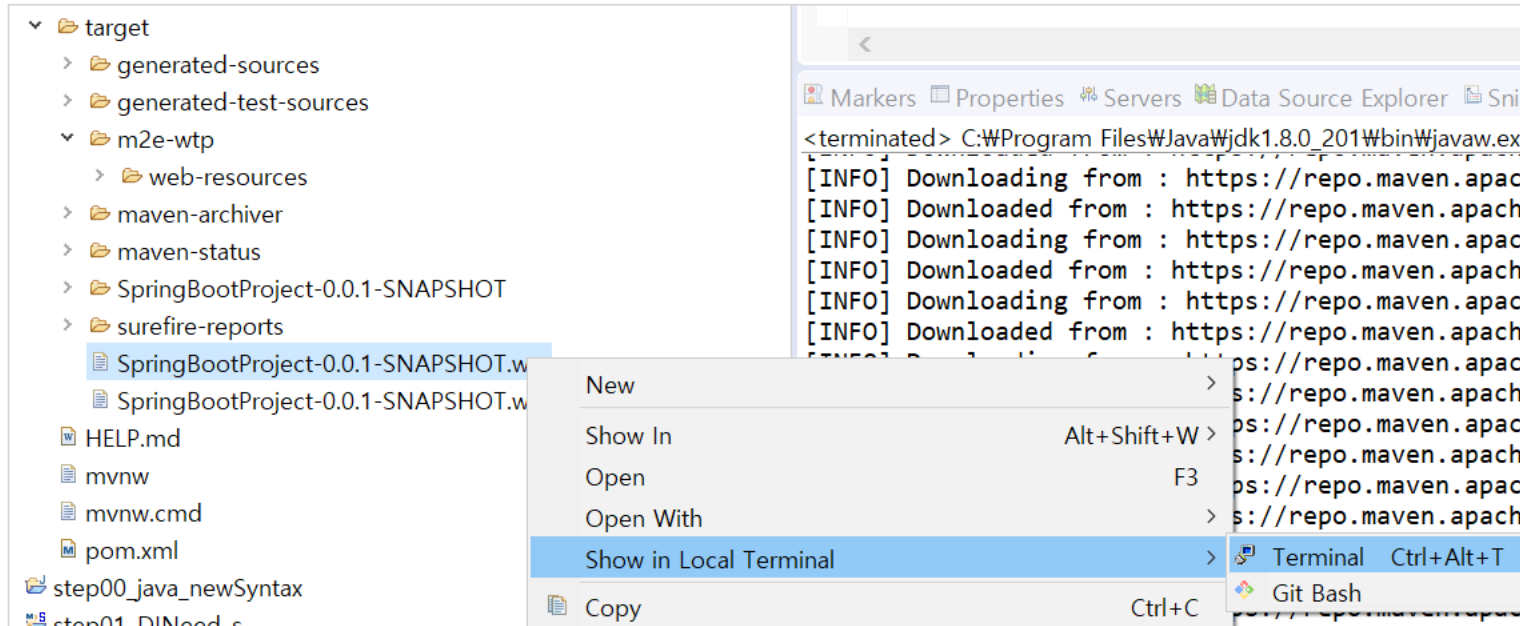 target
generated-sources
generated-test-sources
m2e-wtp
web-resources
maven-archiver
maven-status
SpringBootProject-0.0.1-SNAPSHOT
surefire-reports
SpringBootProject-0.0.1-SNAPSHOT.w
SpringBootProject-0.0.1-SNAPSHOT.w
HELP.md
mvnw
mvnw.cmd
pom.xml
step00_java_newSyntax
step01_DINeed_s
Markers Properties Servers Data Source Explorer Sni
<terminated> C:₩Program Files₩Java₩jdk1.8.0_201₩bin₩javaw.ex
[INFO] Downloading from : https://repo.maven.apac
[INFO] Downloaded from : https://repo.maven.apach
[INFO] Downloading from : https://repo.maven.apac
[INFO] Downloaded from : https://repo.maven.apach
[INFO] Downloading from : https://repo.maven.apac
[INFO] Downloaded from : https://repo.maven.apach
ps://repo.maven.apac
s://repo.maven.apach
ps://repo.maven.apac
s://repo.maven.apach
ps://repo.maven.apac
s://repo.maven.apach
New
Show In Alt+Shift+W
Open F3
Open With
Show in Local Terminal
Copy Ctrl+C
Terminal Ctrl+Alt+T
Git Bash